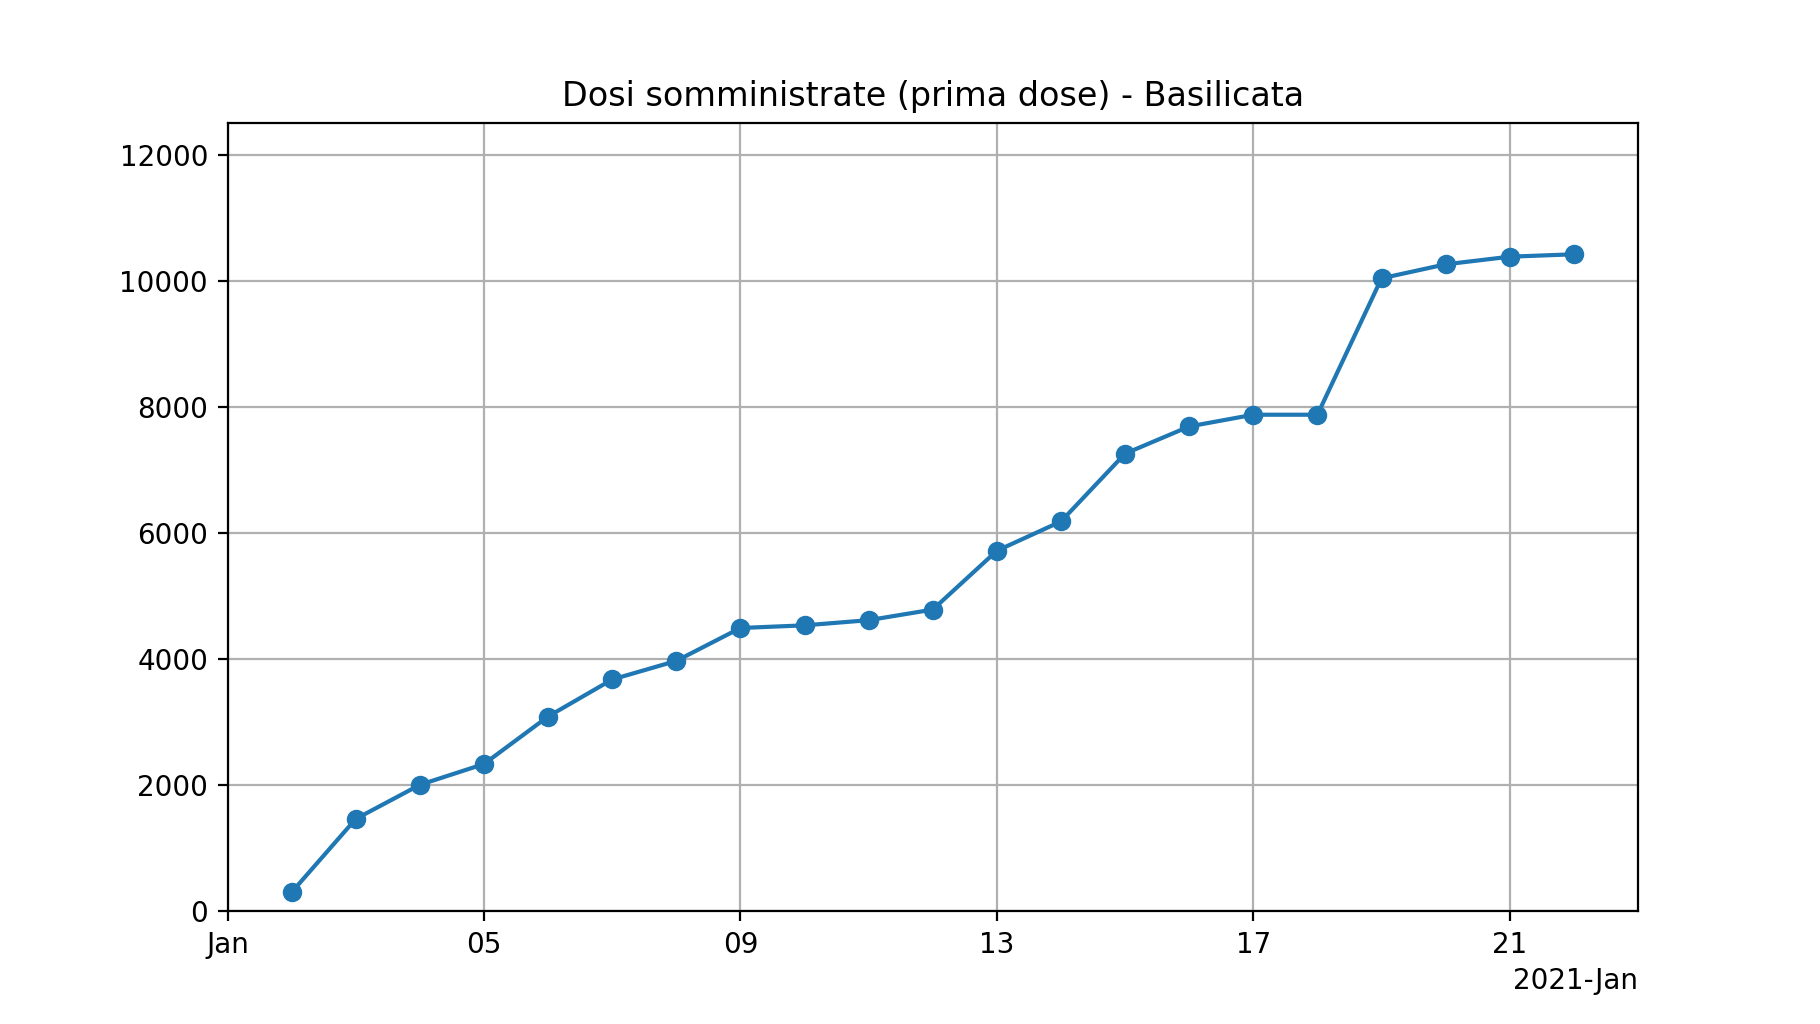 Dosi somministrate (prima dose) - Basilicata
12000
10000
8000
6000
4000
2000
0
Jan 05 09 13 17 21
2021-Jan